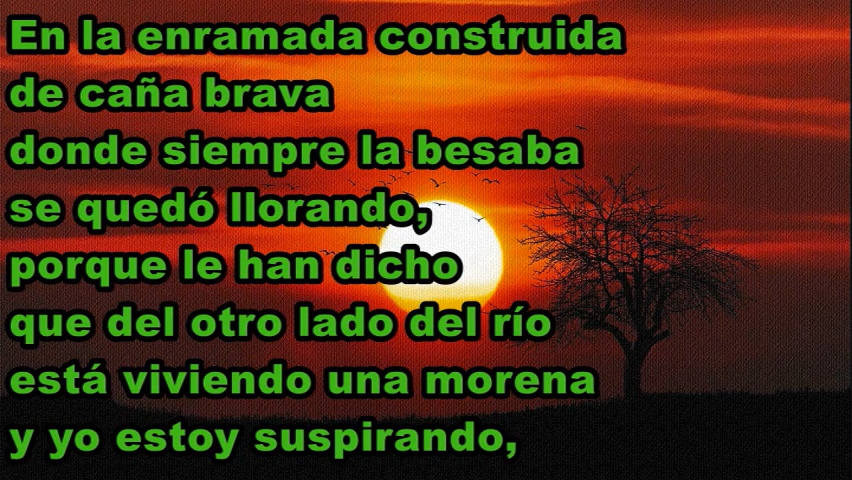 En la enramada construida
de caña brava
donde siempre la besaba
se quedó llorando,
porque le han dicho
que del otro lado del río
está viviendo una morena
y yo estoy suspirando,